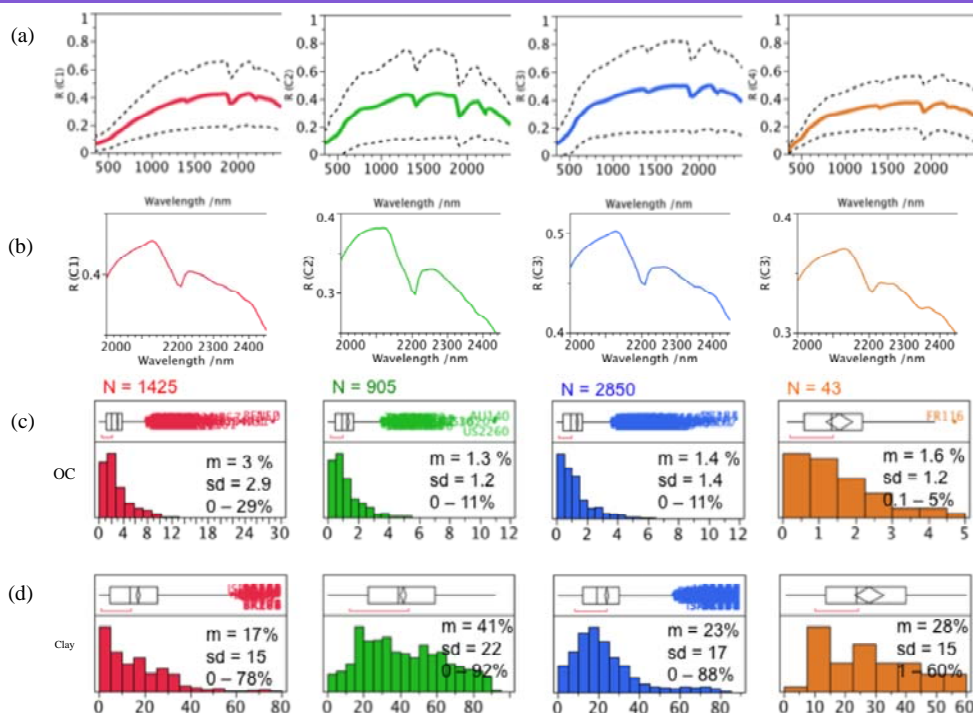 (a)
R (C1)
1
0.8
0.6
0.4
0.2
0
500 1000 1500 2000
Wavelength /nm
R (C2)
1
0.8
0.6
0.4
0.2
0
500 1000 1500 2000
Wavelength /nm
R (C3)
1
0.8
0.6
0.4
0.2
0
500 1000 1500 2000
Wavelength /nm
R (C4)
1
0.8
0.6
0.4
0.2
0
500 1000 1500 2000
Wavelength /nm
(b)
R (C1)
0.4
2000 2200 2300 2400
Wavelength /nm
R (C2)
0.4
0.3
2000 2200 2300 2400
Wavelength /nm
R (C3)
0.5
0.4
2000 2200 2300 2400
Wavelength /nm
R (C3)
0.4
0.3
2000 2200 2300 2400
Wavelength /nm
N = 1425
N = 905
N = 2850
N = 43
(c)
OC
m = 3 %
sd = 2.9
0 – 29%
0 4 8 12 18 24 30
AU140
US2260
m = 1.3 %
sd = 1.2
0 – 11%
0 1 2 3 4 5 6 7 8 9 10 12
m = 1.4 %
sd = 1.4
0 – 11%
0 1 2 3 4 5 6 7 8 9 10 12
FR116
m = 1.6 %
sd = 1.2
0.1 – 5%
0 1 2 3 4 5
(d)
Clay
m = 17%
sd = 15
0 – 78%
0 20 40 60 80
m = 41%
sd = 22
0 – 92%
0 20 40 60 80
m = 23%
sd = 17
0 – 88%
0 20 40 60 80
m = 28%
sd = 15
1 – 60%
0 10 20 30 40 50 60